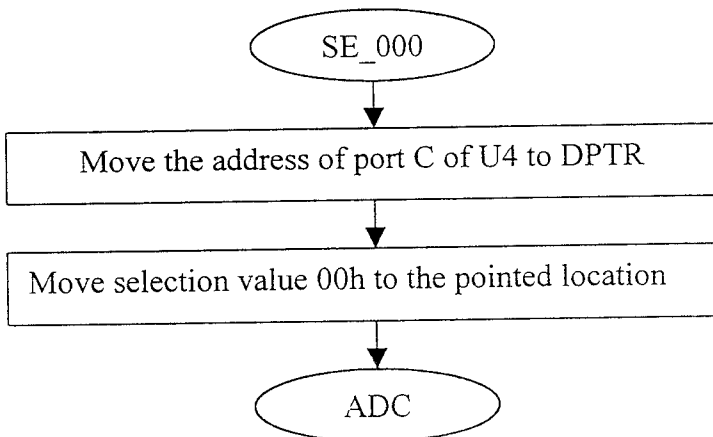 SE_000
Move the address of port C of U4 to DPTR
Move selection value 00h to the pointed location
ADC